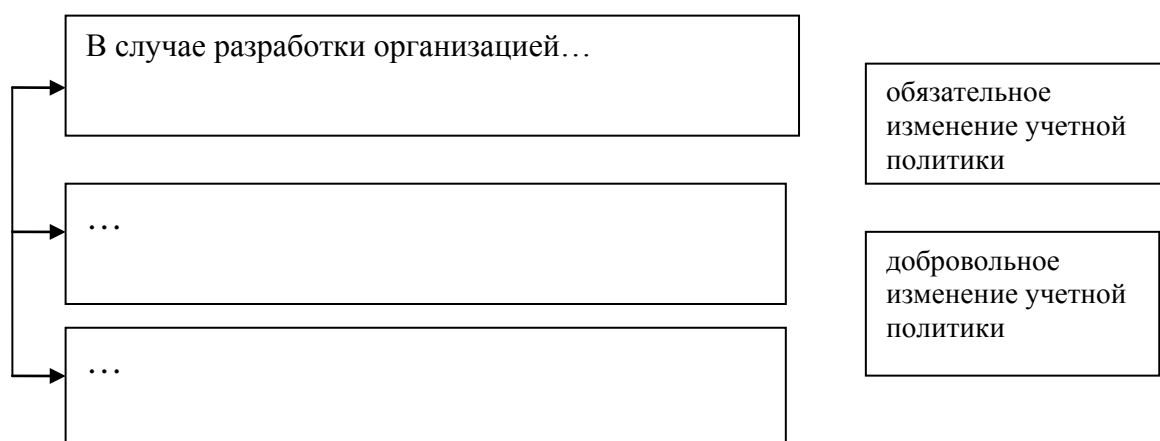 В случае разработки организацией…
обязательное
изменение учетной
политики
…
добровольное
изменение учетной
политики
…